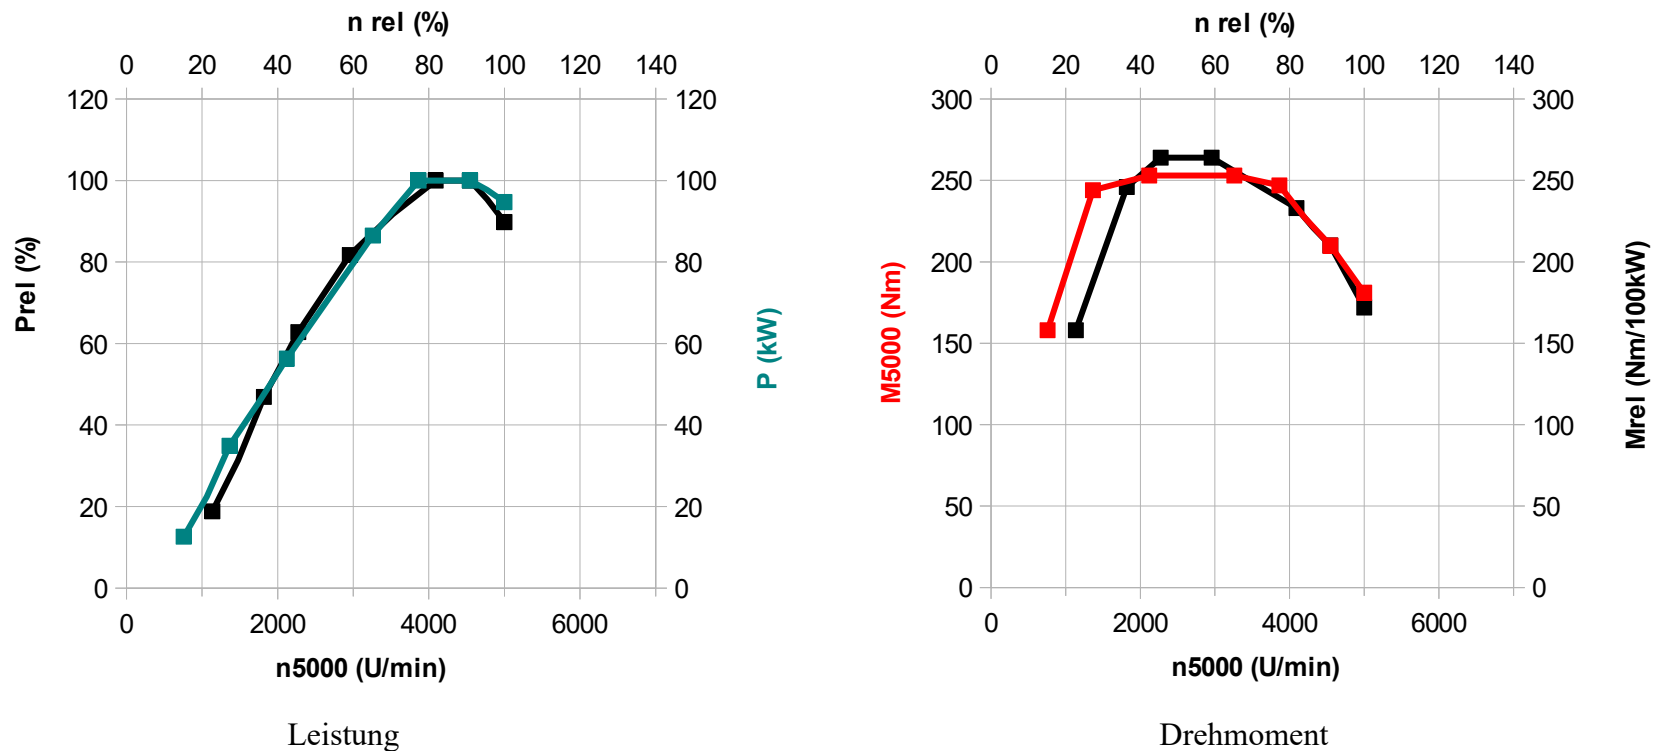 n rel (%)
0 20 40 60 80 100 120 140
120 120
100 100
80 80
60 60
40 40
20 20
0 0
0 2000 4000 6000
n5000 (U/min)
Prel (%)
P (kW)
Leistung
n rel (%)
0 20 40 60 80 100 120 140
300 300
250 250
200 200
150 150
100 100
50 50
0 0
0 2000 4000 6000
n5000 (U/min)
M5000 (Nm)
Mrel (Nm/100kW)
Drehmoment